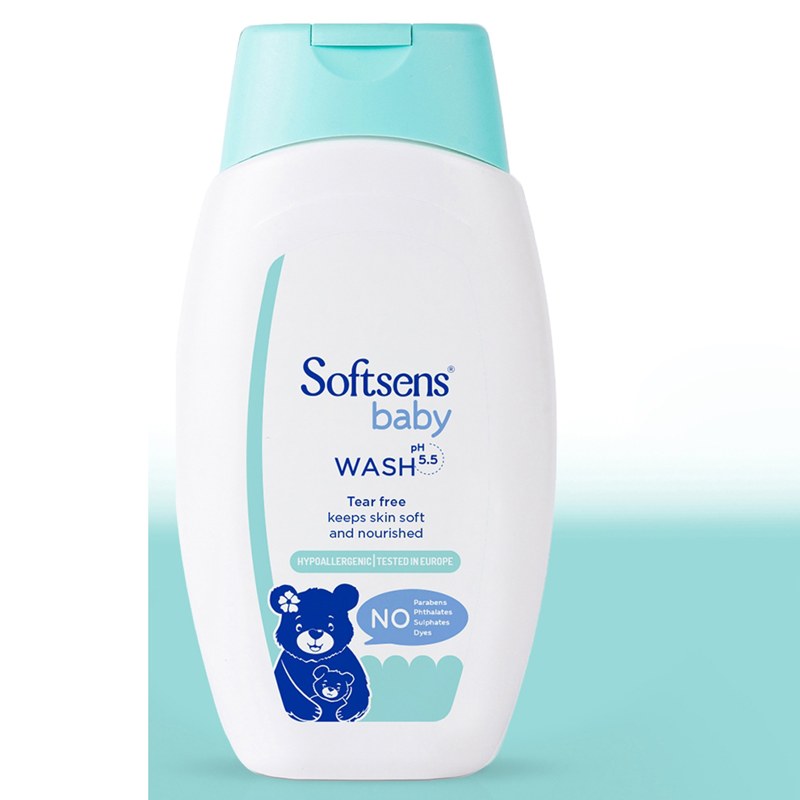 Softsens®
baby
WASH pH 5.5
Tear free
keeps skin soft
and nourished
HYPOALLERGENIC | TESTED IN EUROPE
NO
Parabens
Phthalates
Sulphates
Dyes